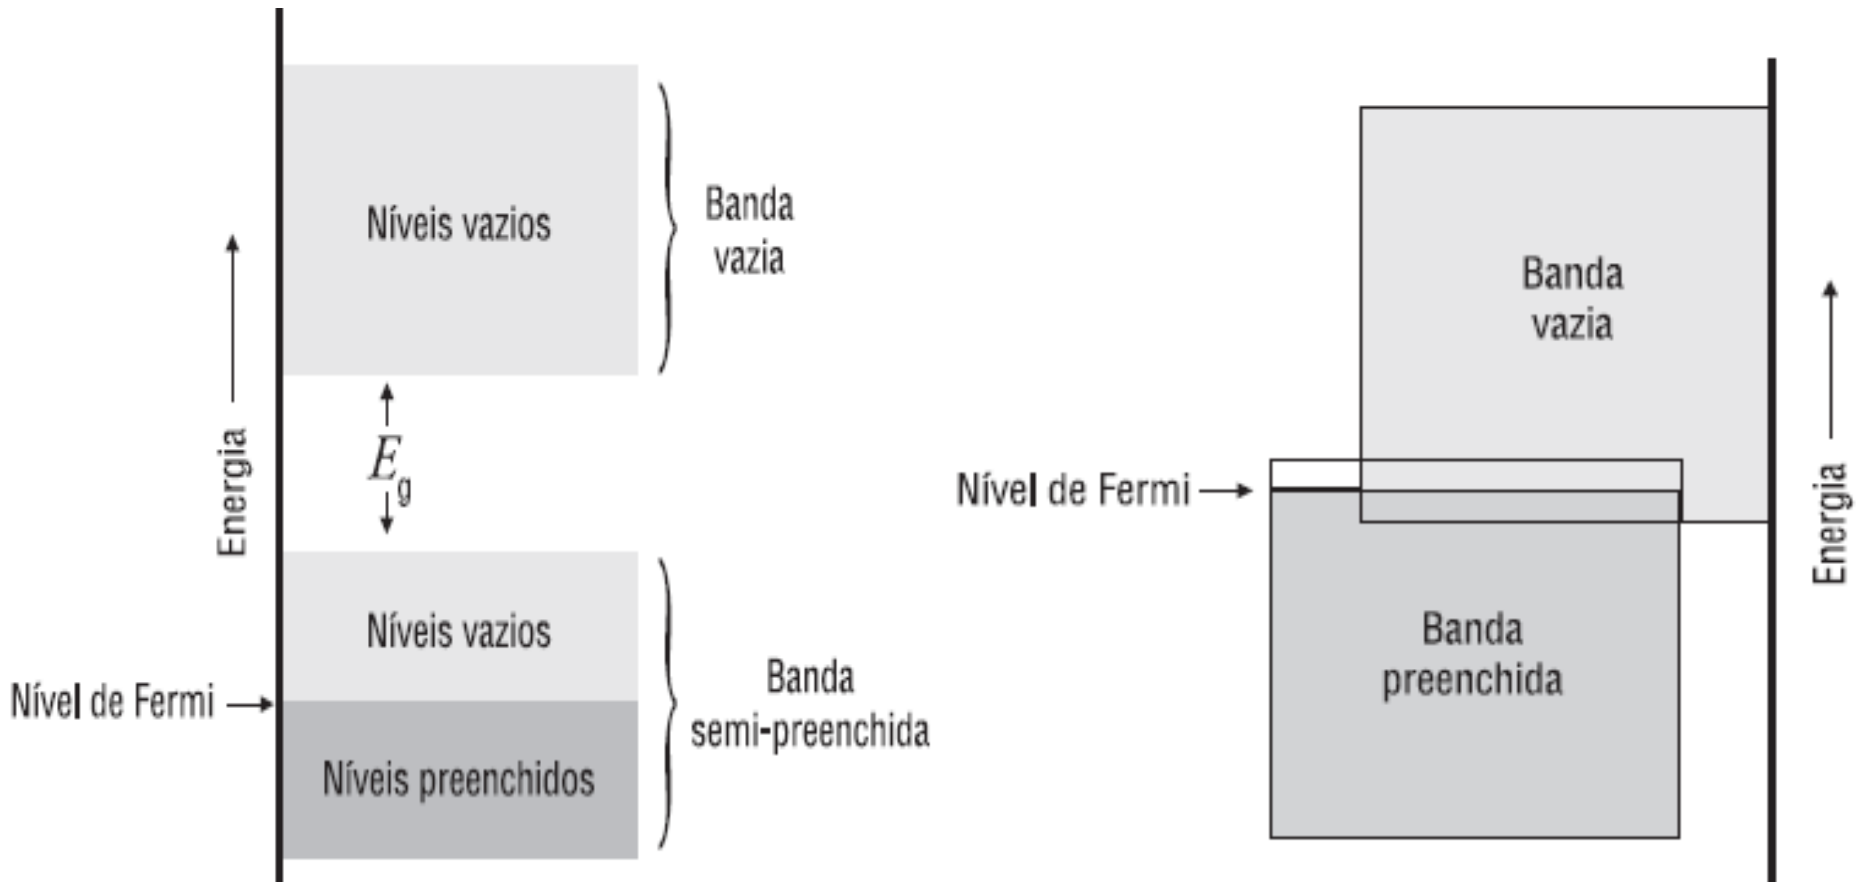 Níveis vazios
Banda
vazia
Energia
E_g
Níveis vazios
Nível de Fermi
Banda
semi-preenchida
Níveis preenchidos
Banda
vazia
Nível de Fermi
Energia
Banda
preenchida